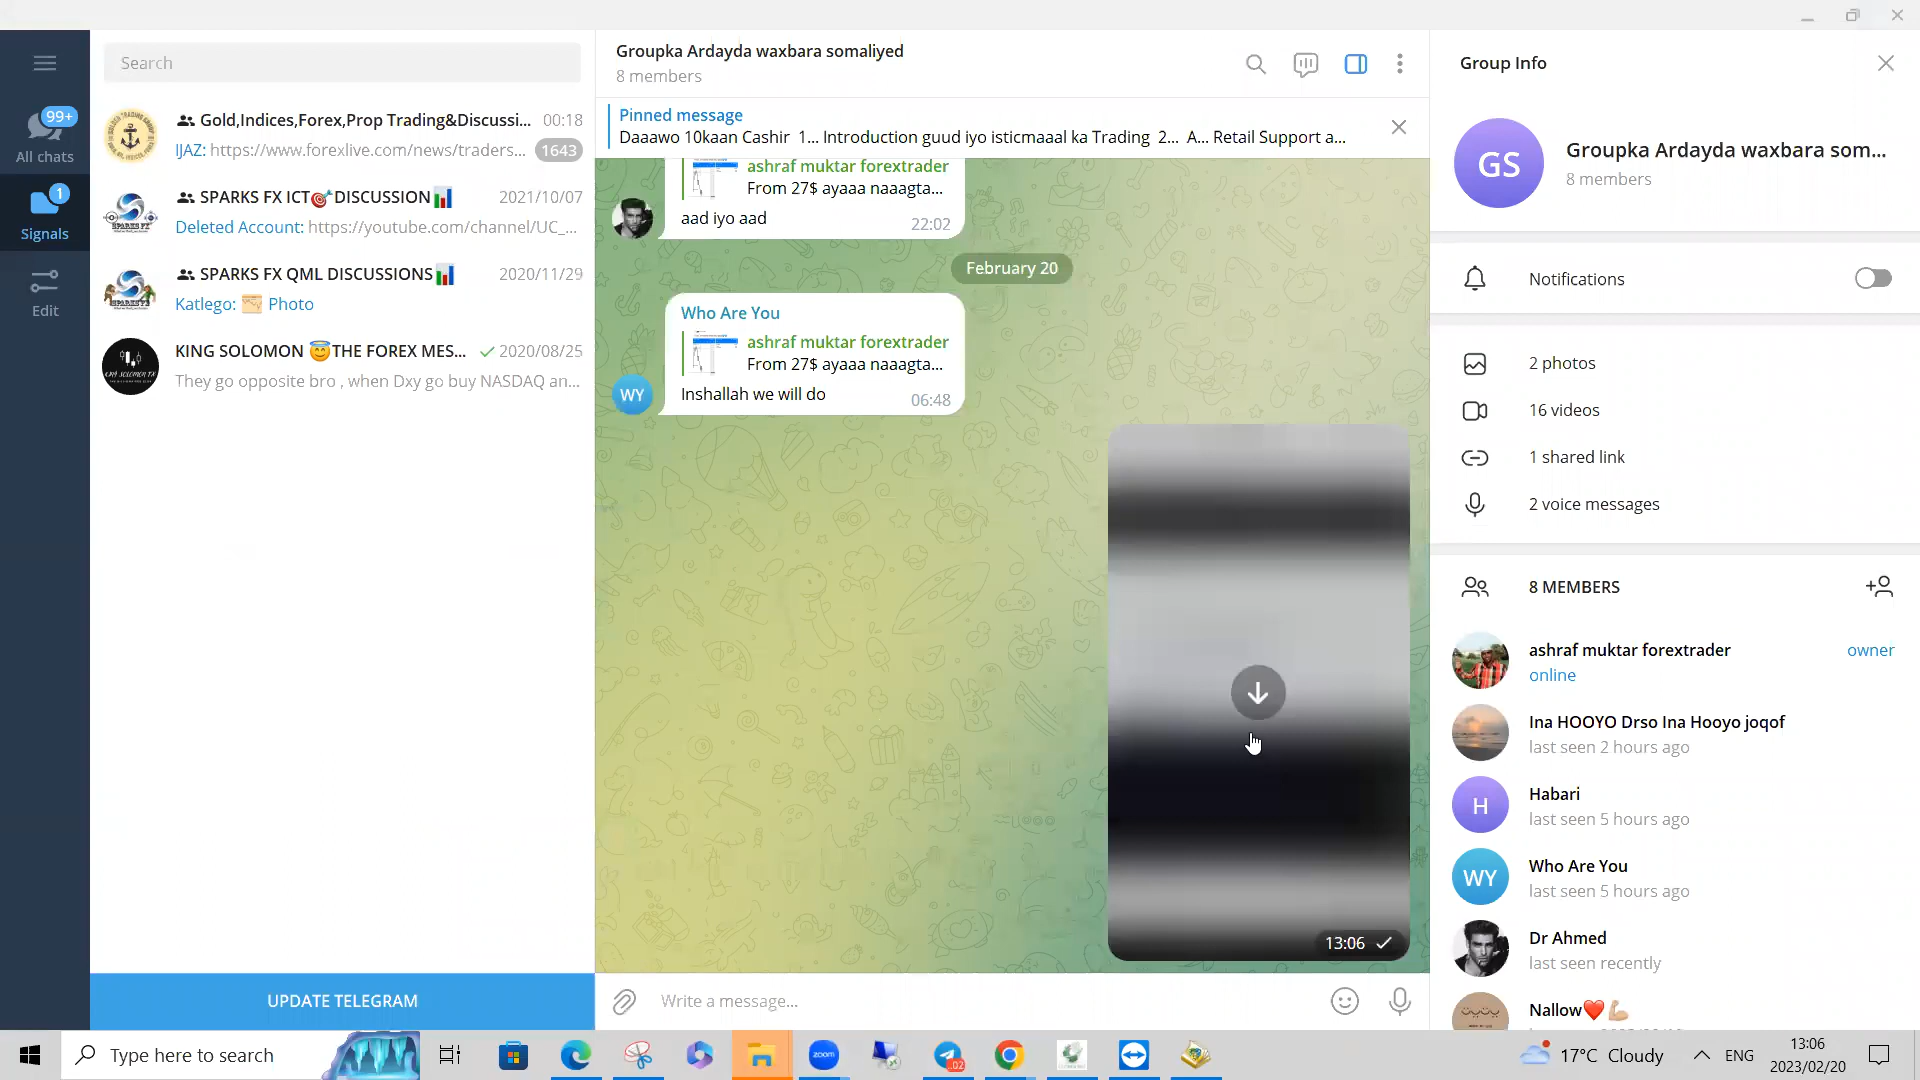 Search
99+
All chats
1
Signals
Edit
Gold,Indices,Forex,Prop Trading&Discussi... 00:18
IJAZ: https://www.forexlive.com/news/traders... 1643
SPARKS FX ICT🎯DISCUSSION📊 2021/10/07
Deleted Account: https://youtube.com/channel/UC_...
SPARKS FX QML DISCUSSIONS📊 2020/11/29
Katlego: Photo
KING SOLOMON 😇THE FOREX MES... 2020/08/25
They go opposite bro , when Dxy go buy NASDAQ an...
UPDATE TELEGRAM
Groupka Ardayda waxbara somaliyed
8 members
Pinned message
Daaawo 10kaan Cashir 1... Introduction guud iyo isticmaaal ka Trading 2... A... Retail Support a...
ashraf muktar forextrader
From 27$ ayaaa naaagta...
aad iyo aad
22:02
February 20
Who Are You
ashraf muktar forextrader
From 27$ ayaaa naaagta...
WY
Inshallah we will do
06:48
13:06
Write a message...
Group Info
GS
Groupka Ardayda waxbara som...
8 members
Notifications
2 photos
16 videos
1 shared link
2 voice messages
8 MEMBERS
ashraf muktar forextrader owner
online
Ina HOOYO Drso Ina Hooyo joqof
last seen 2 hours ago
H
Habari
last seen 5 hours ago
WY
Who Are You
last seen 5 hours ago
Dr Ahmed
last seen recently
Nallow❤️💪🏼
Type here to search
zoom
02
17°C Cloudy
ENG
13:06
2023/02/20